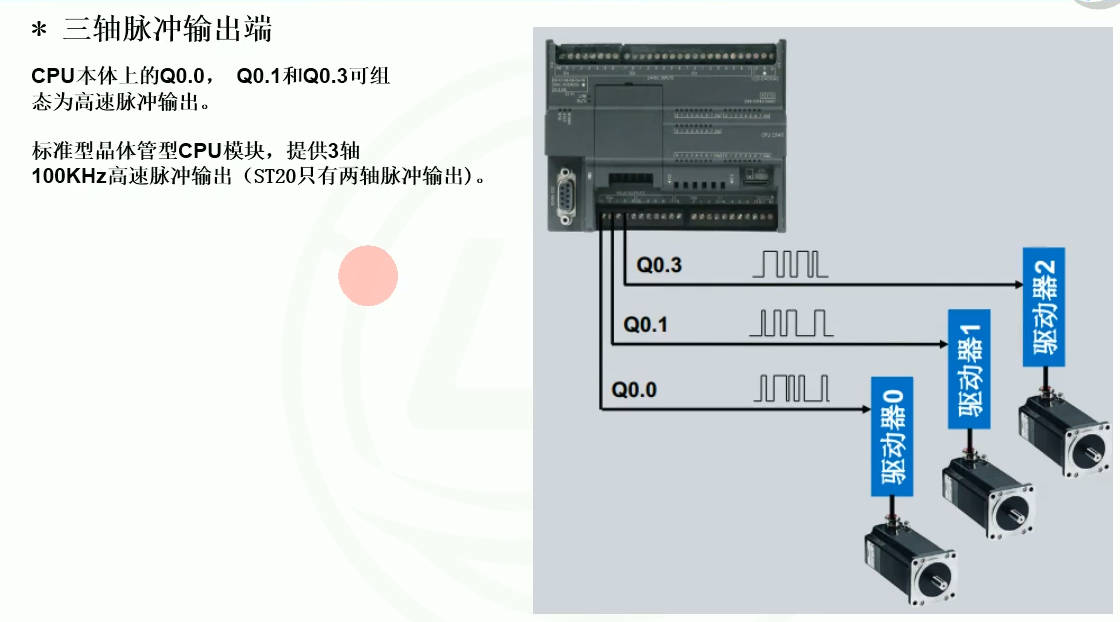 * 三轴脉冲输出端
CPU本体上的Q0.0， Q0.1和Q0.3可组
态为高速脉冲输出。
标准型晶体管型CPU模块，提供3轴
100KHz高速脉冲输出（ST20只有两轴脉冲输出）。
Q0.3
驱动器2
Q0.1
驱动器1
Q0.0
驱动器0